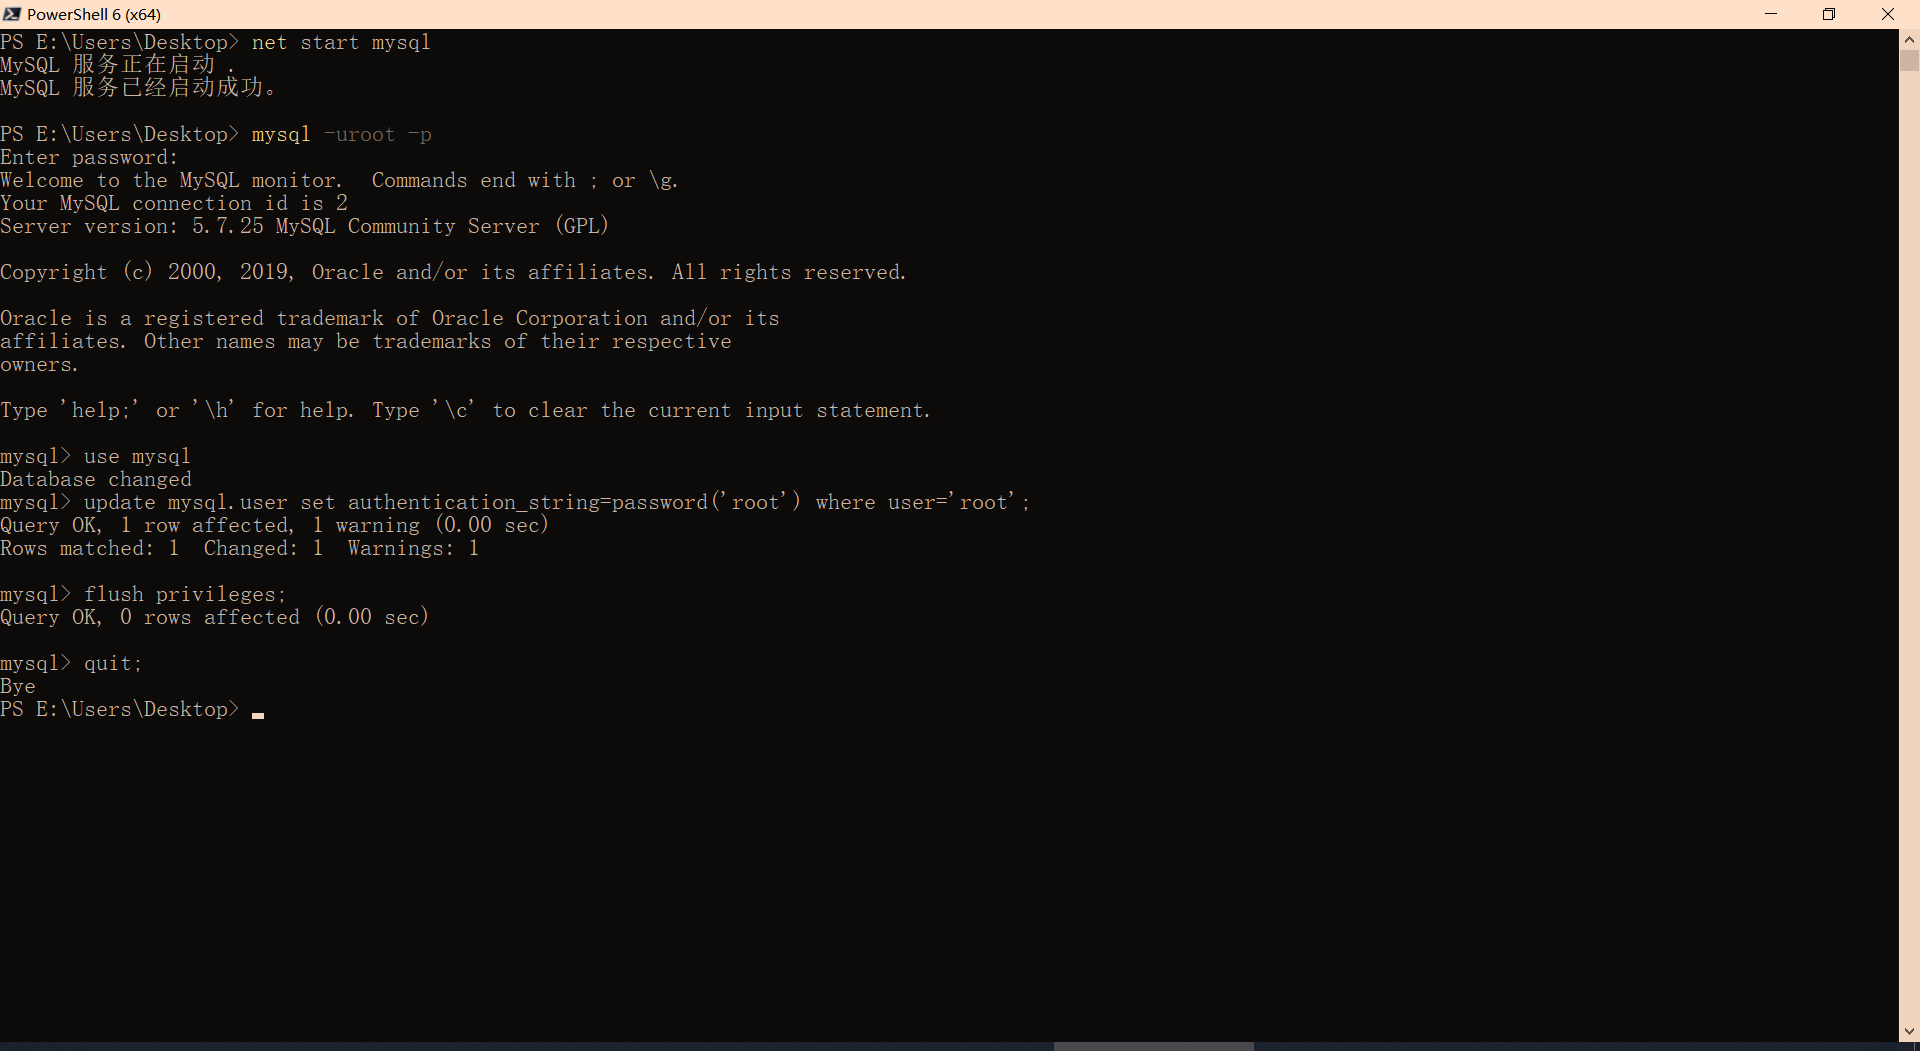 PowerShell 6 (x64)
PS E:\Users\Desktop> net start mysql
MySQL 服务正在启动 .
MySQL 服务已经启动成功。
PS E:\Users\Desktop> mysql -uroot -p
Enter password:
Welcome to the MySQL monitor.  Commands end with ; or \g.
Your MySQL connection id is 2
Server version: 5.7.25 MySQL Community Server (GPL)
Copyright (c) 2000, 2019, Oracle and/or its affiliates. All rights reserved.
Oracle is a registered trademark of Oracle Corporation and/or its
affiliates. Other names may be trademarks of their respective
owners.
Type 'help;' or '\h' for help. Type '\c' to clear the current input statement.
mysql> use mysql
Database changed
mysql> update mysql.user set authentication_string=password('root') where user='root';
Query OK, 1 row affected, 1 warning (0.00 sec)
Rows matched: 1  Changed: 1  Warnings: 1
mysql> flush privileges;
Query OK, 0 rows affected (0.00 sec)
mysql> quit;
Bye
PS E:\Users\Desktop>